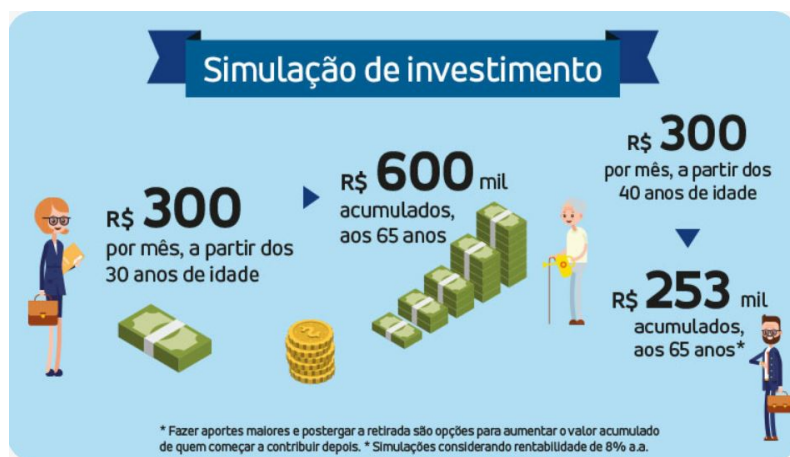 Simulação de investimento
R$ 300
por mês, a partir dos
30 anos de idade
R$ 600 mil
acumulados,
aos 65 anos
R$ 300
por mês, a partir dos
40 anos de idade
R$ 253 mil
acumulados,
aos 65 anos*
* Fazer aportes maiores e postergar a retirada são opções para aumentar o valor acumulado
de quem começar a contribuir depois. * Simulações considerando rentabilidade de 8% a.a.